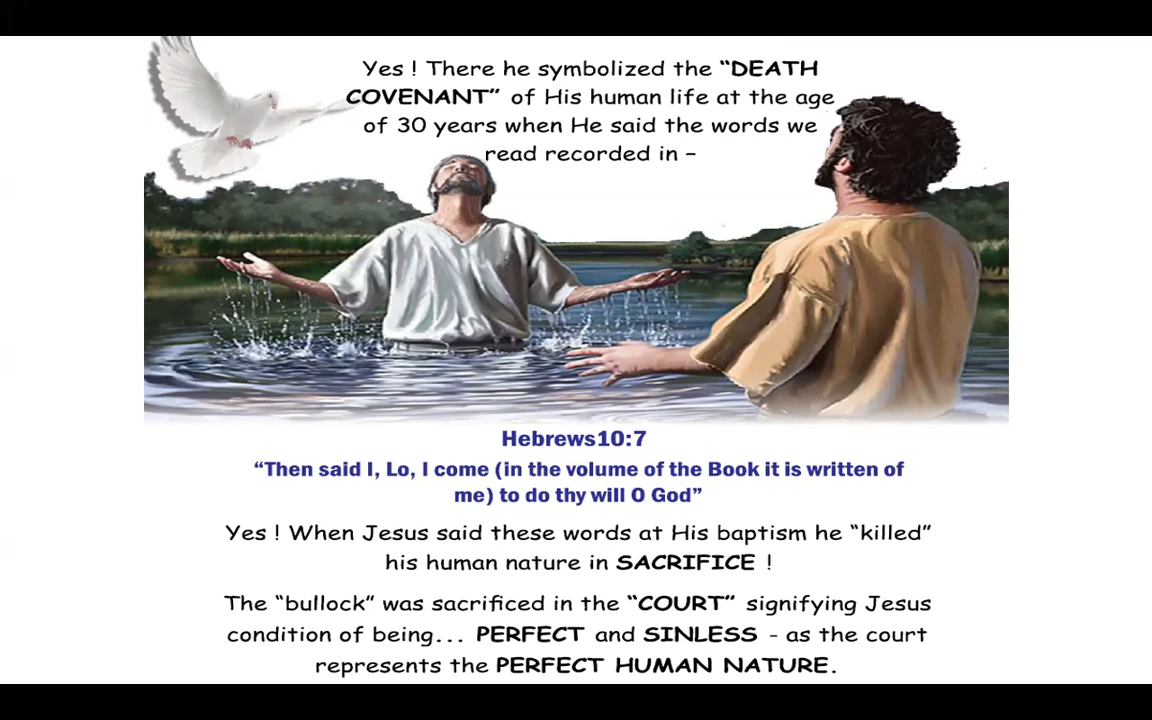 Yes ! There he symbolized the “DEATH
COVENANT” of His human life at the age
of 30 years when He said the words we
read recorded in –
Hebrews10:7
“Then said I, Lo, I come (in the volume of the Book it is written of
me) to do thy will O God”
Yes ! When Jesus said these words at His baptism he “killed”
his human nature in SACRIFICE !
The “bullock” was sacrificed in the “COURT” signifying Jesus
condition of being... PERFECT and SINLESS - as the court
represents the PERFECT HUMAN NATURE.